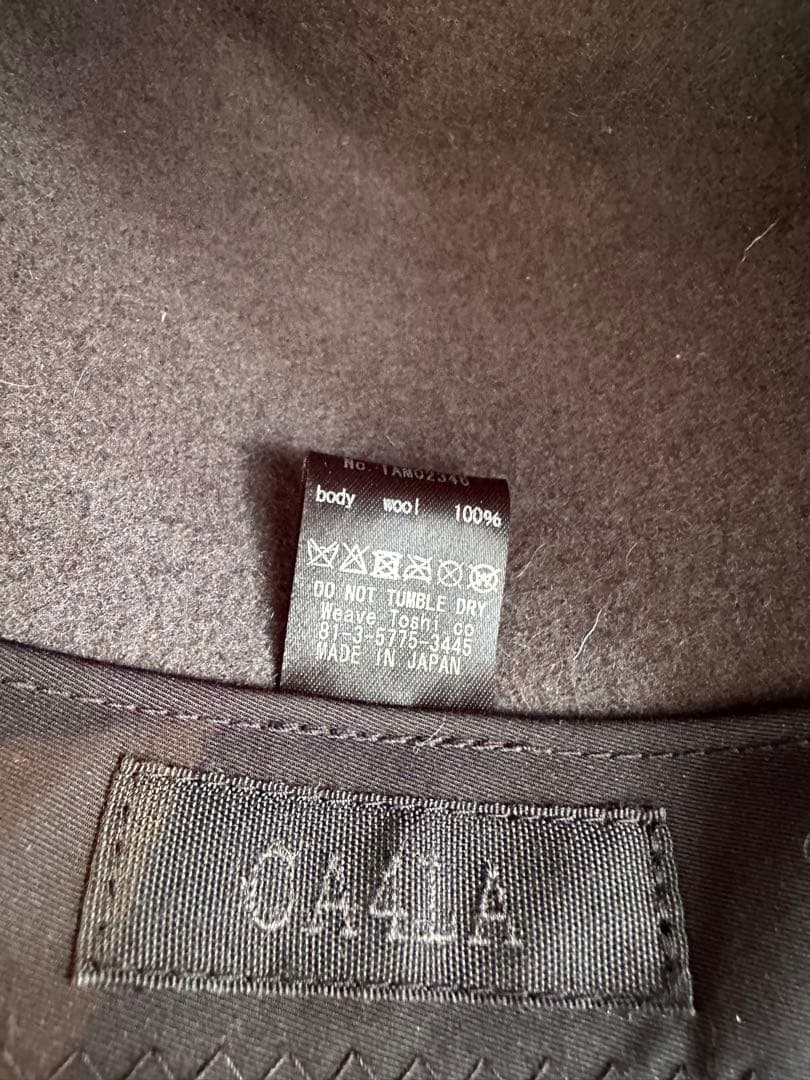 body wool 100%
DO NOT TUMBLE DRY
Weave Toshi co
81-3-5775-3445
MADE IN JAPAN
CA4LA